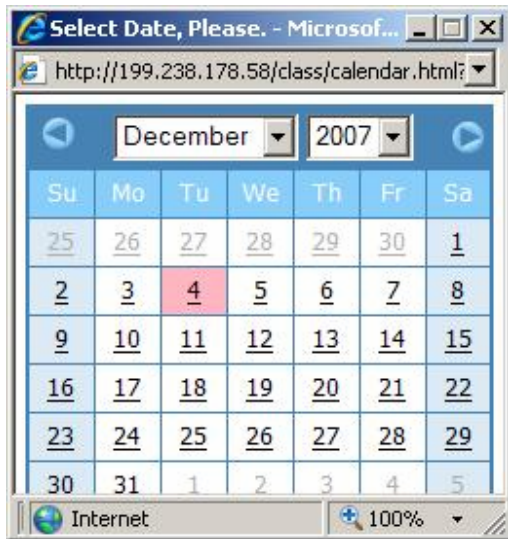 Select Date, Please. - Microsof...
http://199.238.178.58/class/calendar.html?
December 2007
Su Mo Tu We Th Fr Sa
25 26 27 28 29 30 1
2 3 4 5 6 7 8
9 10 11 12 13 14 15
16 17 18 19 20 21 22
23 24 25 26 27 28 29
30 31 1 2 3 4 5
Internet 100%